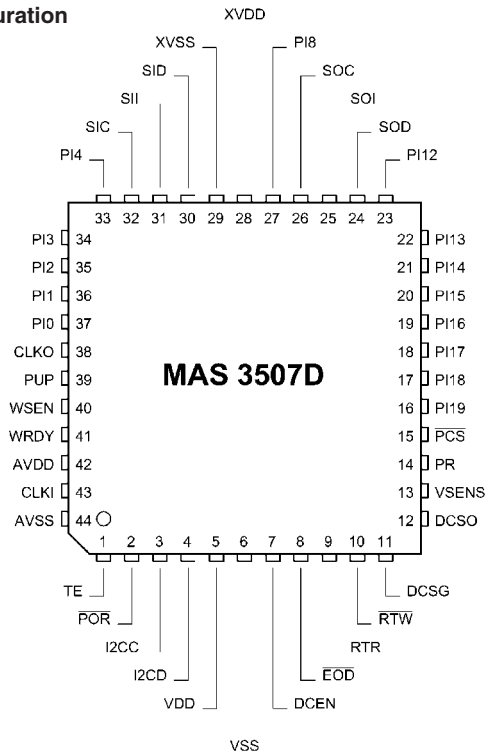 uration
XVDD
XVSS PI8
SID SOC
SII SOI
SIC SOD
PI4 PI12
33 32 31 30 29 28 27 26 25 24 23
PI3 34 22 PI13
PI2 35 21 PI14
PI1 36 20 PI15
PI0 37 19 PI16
CLKO 38 18 PI17
MAS 3507D
PUP 39 17 PI18
WSEN 40 16 PI19
WRDY 41 15 PCS
AVDD 42 14 PR
CLKI 43 13 VSENS
AVSS 44 12 DCSO
1 2 3 4 5 6 7 8 9 10 11
TE DCSG
POR RTW
I2CC RTR
I2CD EOD
VDD DCEN
VSS